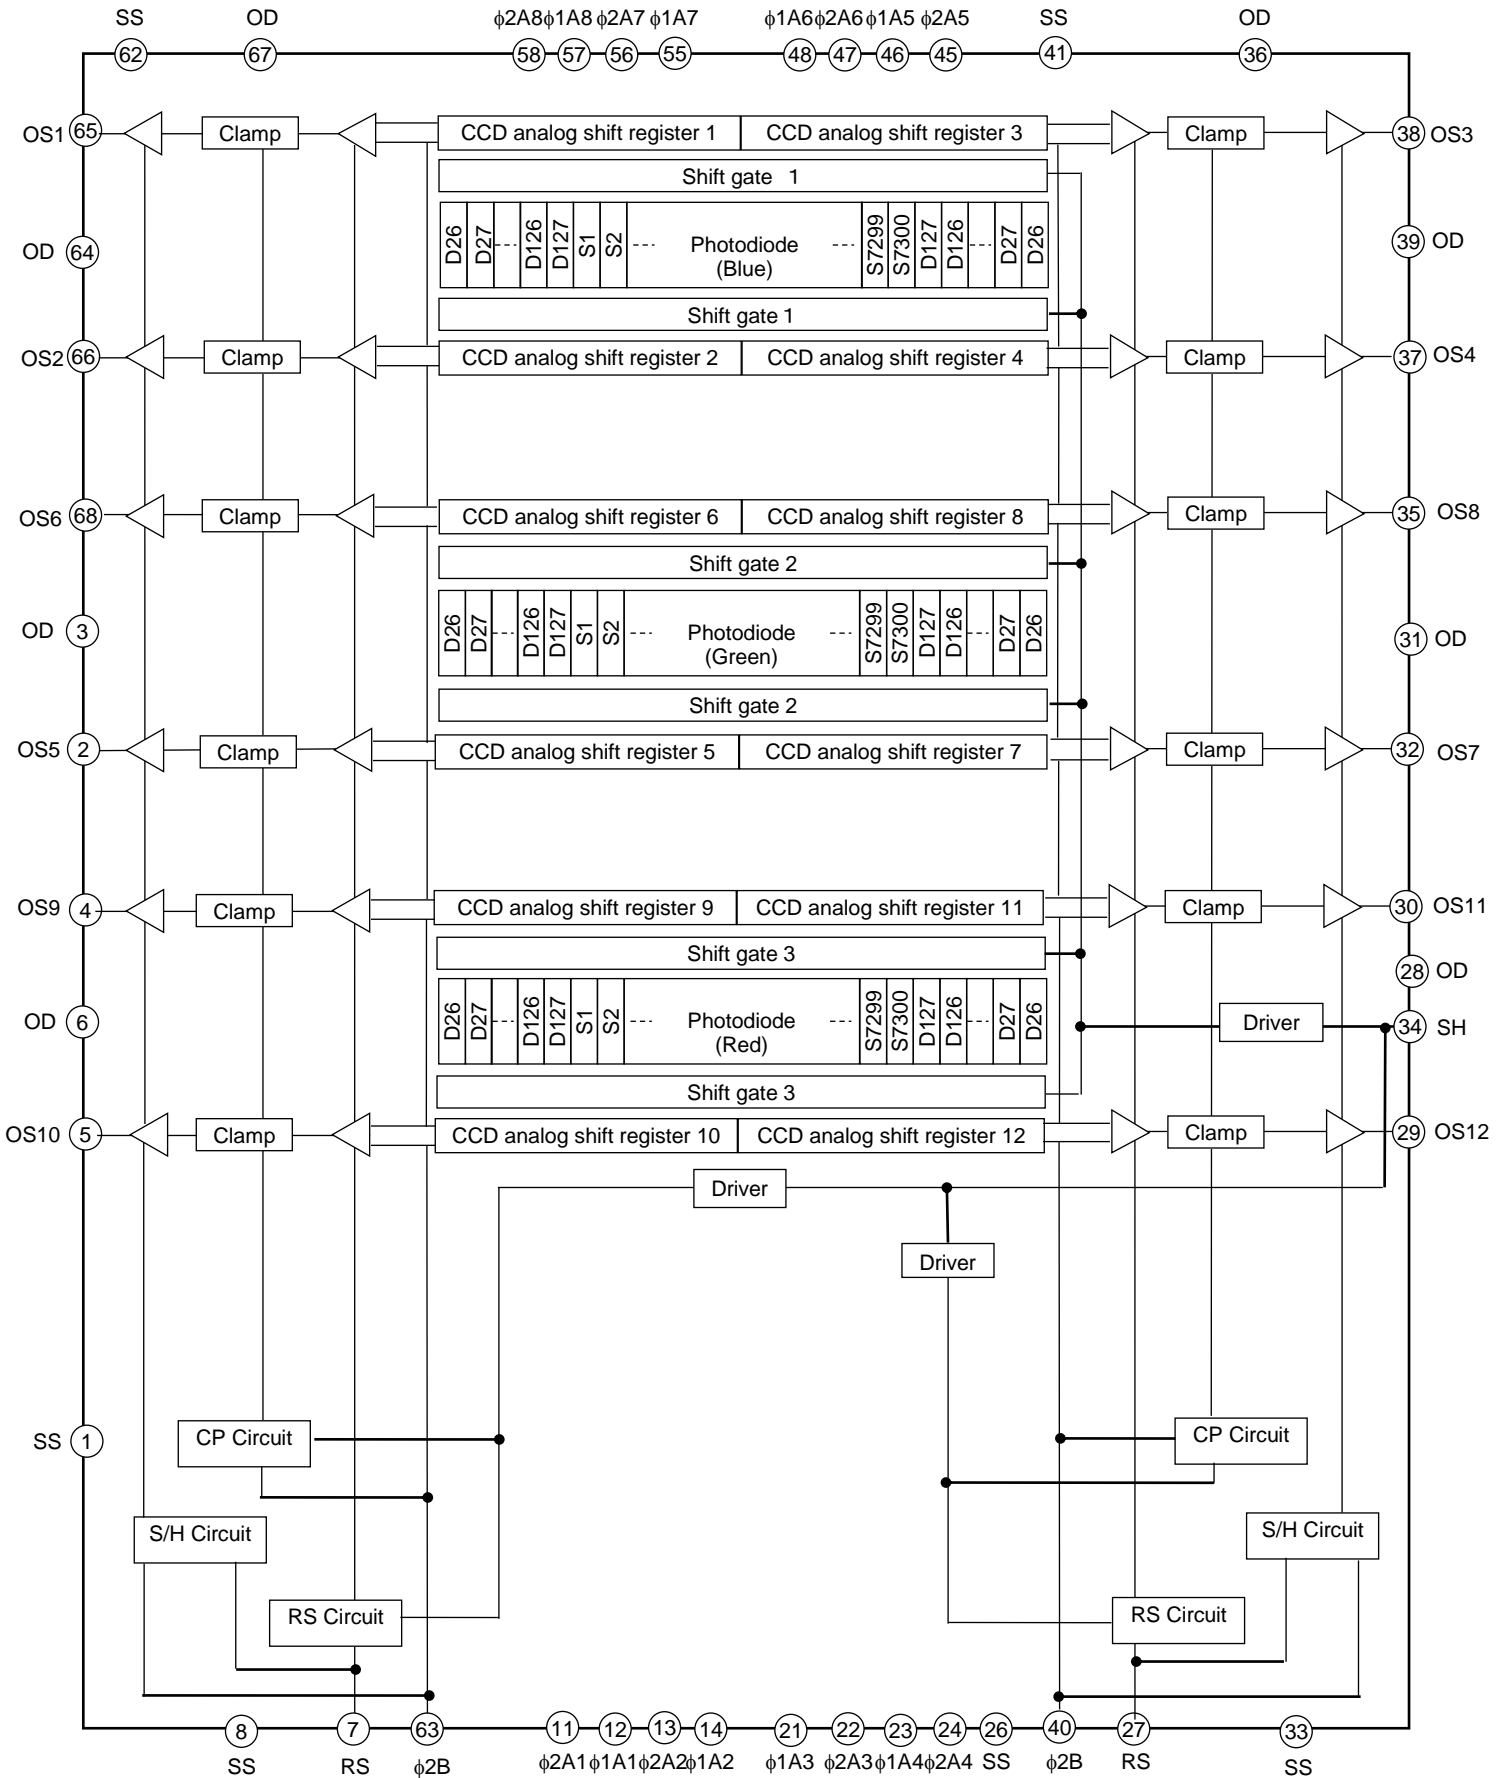 SS OD ϕ2A8 ϕ1A8 ϕ2A7 ϕ1A7 ϕ1A6 ϕ2A6 ϕ1A5 ϕ2A5 SS OD
62 67 58 57 56 55 48 47 46 45 41 36
OS1 65 Clamp CCD analog shift register 1 CCD analog shift register 3 Clamp 38 OS3
Shift gate 1
OD 64 D26 D27 ---- D126 D127 S1 S2 ---- Photodiode (Blue) ---- S7299 S7300 D127 D126 ---- D27 D26 39 OD
Shift gate 1
OS2 66 Clamp CCD analog shift register 2 CCD analog shift register 4 Clamp 37 OS4
OS6 68 Clamp CCD analog shift register 6 CCD analog shift register 8 Clamp 35 OS8
Shift gate 2
OD 3 D26 D27 ---- D126 D127 S1 S2 ---- Photodiode (Green) ---- S7299 S7300 D127 D126 ---- D27 D26 31 OD
Shift gate 2
OS5 2 Clamp CCD analog shift register 5 CCD analog shift register 7 Clamp 32 OS7
OS9 4 Clamp CCD analog shift register 9 CCD analog shift register 11 Clamp 30 OS11
Shift gate 3
28 OD
OD 6 D26 D27 ---- D126 D127 S1 S2 ---- Photodiode (Red) ---- S7299 S7300 D127 D126 ---- D27 D26 Driver 34 SH
Shift gate 3
OS10 5 Clamp CCD analog shift register 10 CCD analog shift register 12 Clamp 29 OS12
Driver
Driver
SS 1 CP Circuit CP Circuit
S/H Circuit S/H Circuit
RS Circuit RS Circuit
8 7 63 11 12 13 14 21 22 23 24 26 40 27 33
SS RS ϕ2B ϕ2A1 ϕ1A1 ϕ2A2 ϕ1A2 ϕ1A3 ϕ2A3 ϕ1A4 ϕ2A4 SS ϕ2B RS SS